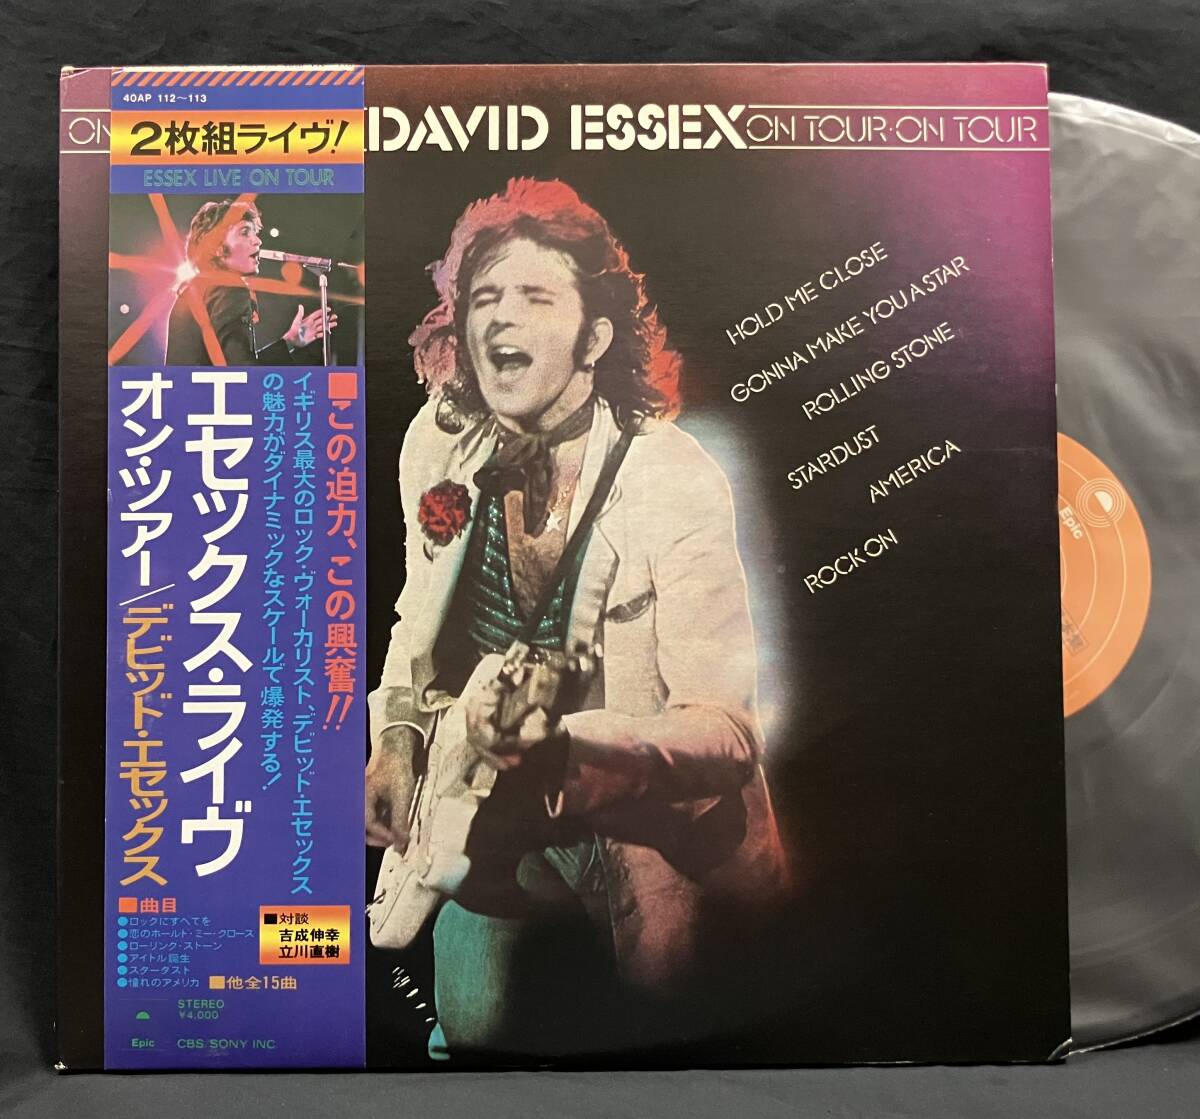 40AP 112~113
2枚組ライヴ!
ESSEX LIVE ON TOUR
■この迫力、この興奮!!
イギリス最大のロック・ヴォーカリスト、デビッド・エセックス
の魅力がダイナミックなスケールで爆発する!
エセックス・ライヴ
オン・ツアー/デビッド・エセックス
■曲目
●ロックにすべてを
●恋のホールド・ミー・クロース
●ローリング・ストーン
●アイドル誕生
●スターダスト
●憧れのアメリカ ■他全15曲
■対談
吉成伸幸
立川直樹
STEREO
¥4,000
Epic CBS/SONY INC.
ON
DAVID ESSEX ON TOUR·ON TOUR
HOLD ME CLOSE
GONNA MAKE YOU A STAR
ROLLING STONE
STARDUST
AMERICA
ROCK ON
Epic